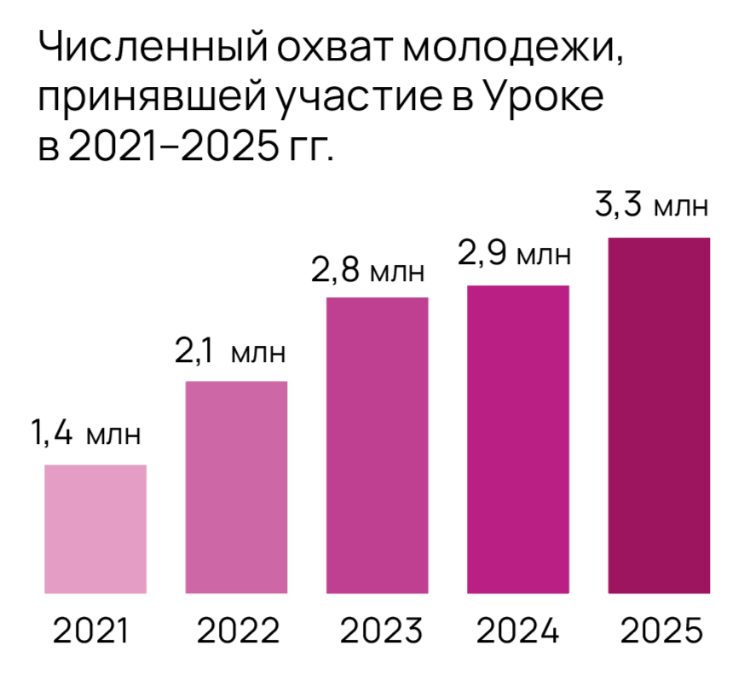 Численный охват молодежи,
принявшей участие в Уроке
в 2021–2025 гг.
3,3 млн
2,9 млн
2,8 млн
2,1 млн
1,4 млн
2021 2022 2023 2024 2025